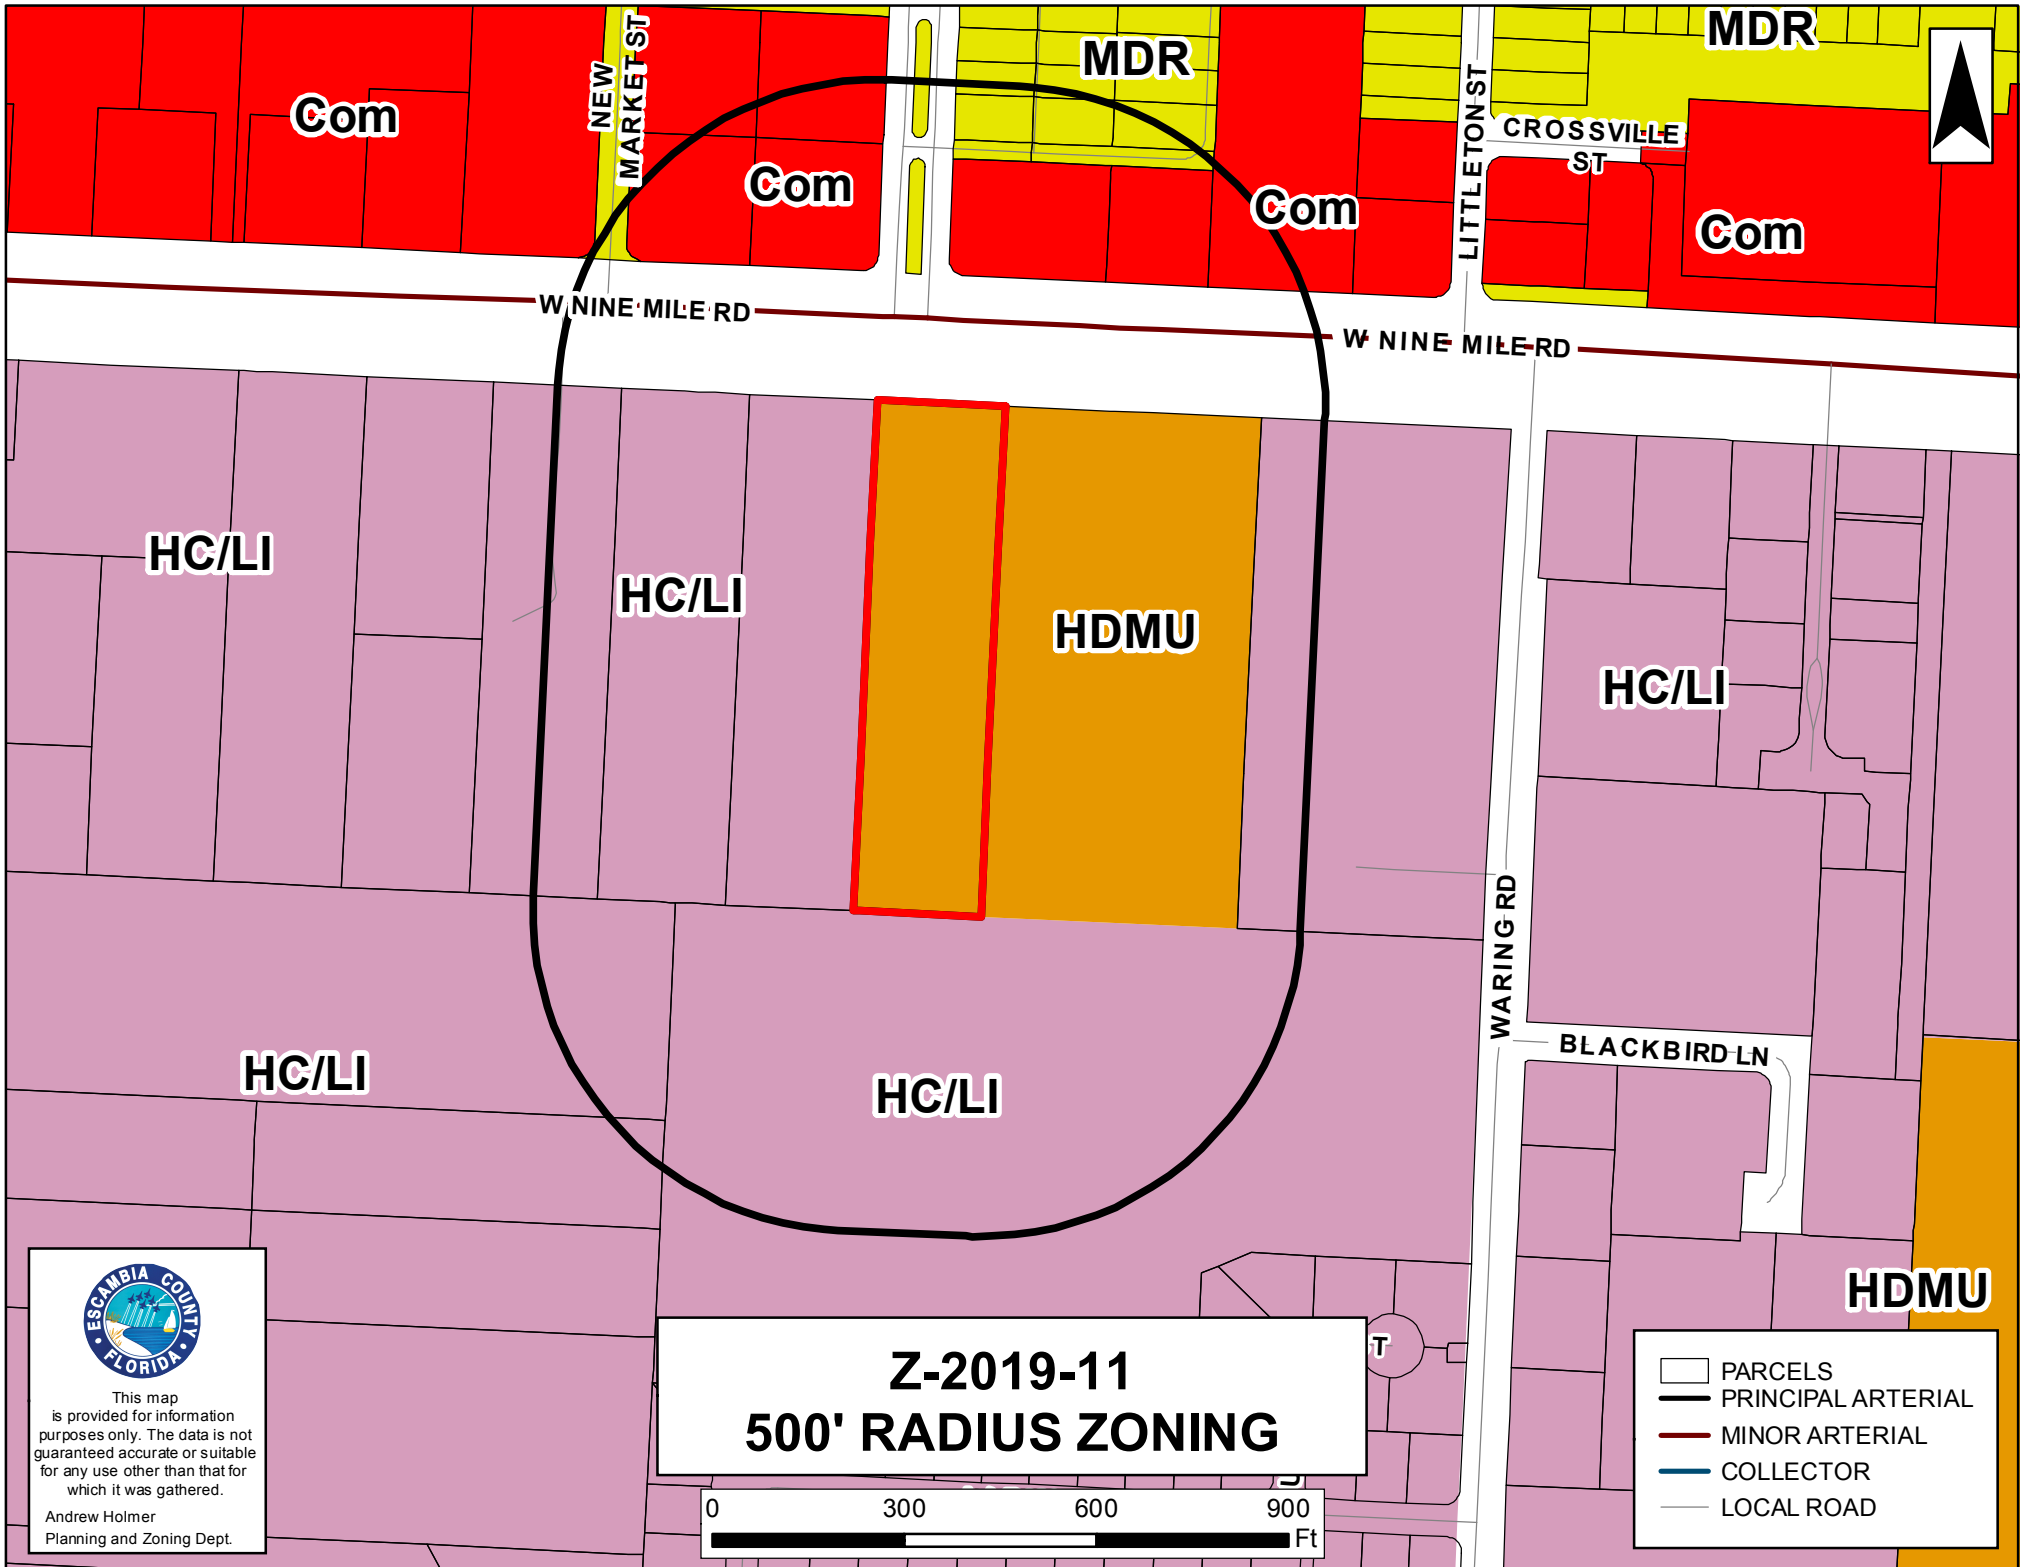 MDR
MDR
NEW
MARKET ST
Com
Com
Com
Com
LITTLETON ST
CROSSVILLE
ST
W NINE MILE RD
W NINE MILE RD
HC/LI
HC/LI
HDMU
HC/LI
WARING RD
BLACKBIRD LN
HC/LI
HC/LI
HDMU
ESCAMBIA COUNTY
• FLORIDA •
This map
is provided for information
purposes only. The data is not
guaranteed accurate or suitable
for any use other than that for
which it was gathered.
Andrew Holmer
Planning and Zoning Dept.
Z-2019-11
500' RADIUS ZONING
T
0 300 600 900
Ft
PARCELS
PRINCIPAL ARTERIAL
MINOR ARTERIAL
COLLECTOR
LOCAL ROAD